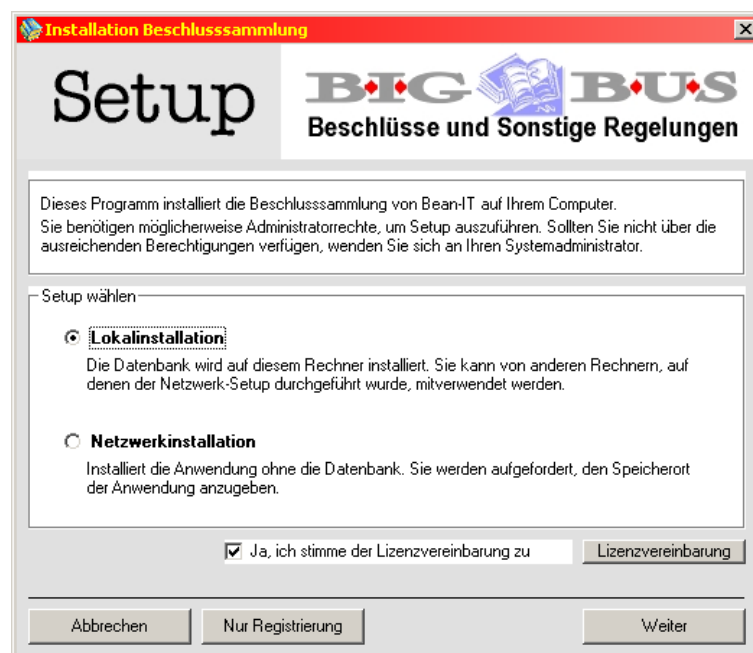 Installation Beschlusssammlung
Setup
B♦I♦G B♦U♦S
Beschlüsse und Sonstige Regelungen
Dieses Programm installiert die Beschlusssammlung von Bean-IT auf Ihrem Computer.
Sie benötigen möglicherweise Administratorrechte, um Setup auszuführen. Sollten Sie nicht über die
ausreichenden Berechtigungen verfügen, wenden Sie sich an Ihren Systemadministrator.
Setup wählen
Lokalinstallation
Die Datenbank wird auf diesem Rechner installiert. Sie kann von anderen Rechnern, auf
denen der Netzwerk-Setup durchgeführt wurde, mitverwendet werden.
Netzwerkinstallation
Installiert die Anwendung ohne die Datenbank. Sie werden aufgefordert, den Speicherort
der Anwendung anzugeben.
Ja, ich stimme der Lizenzvereinbarung zu
Lizenzvereinbarung
Abbrechen
Nur Registrierung
Weiter